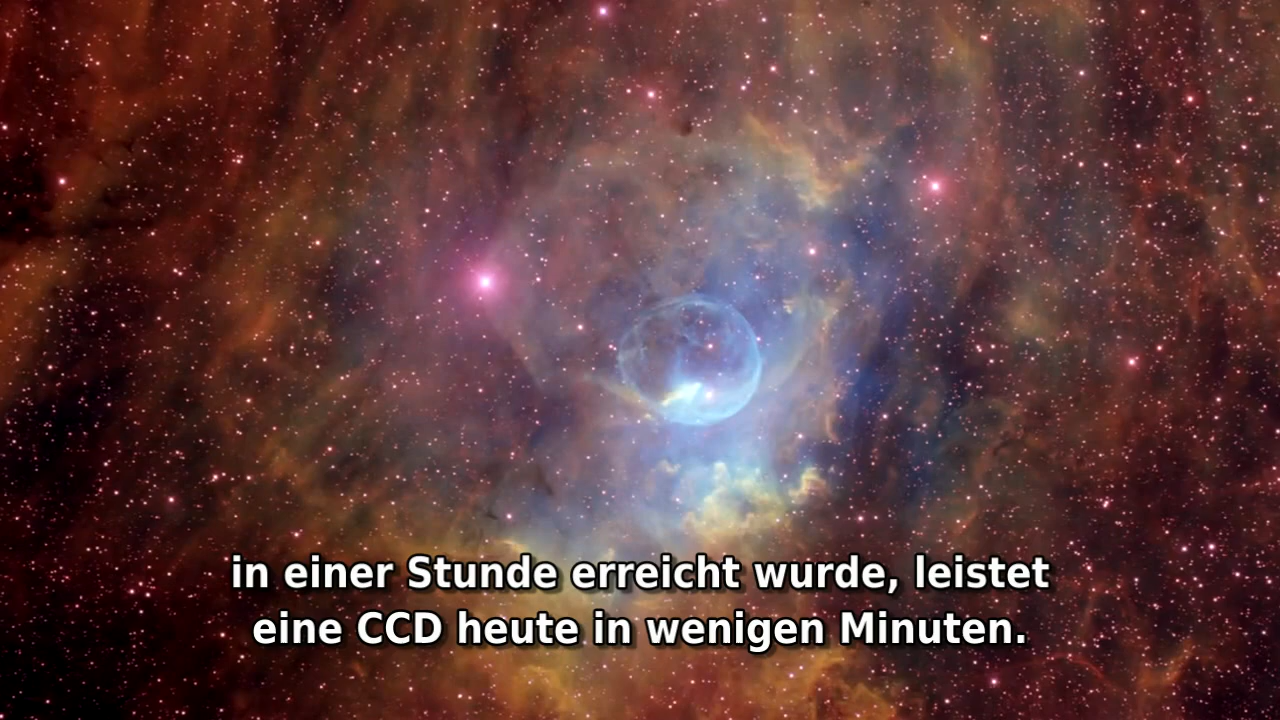 in einer Stunde erreicht wurde, leistet
eine CCD heute in wenigen Minuten.